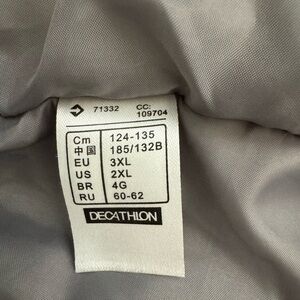 71332 CC: 109704
Cm 124-135
中国 185/132B
EU 3XL
US 2XL
BR 4G
RU 60-62
DECATHLON